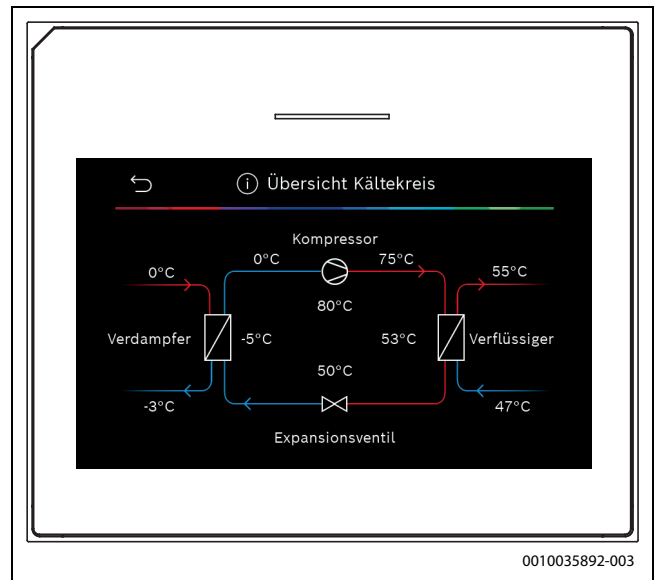 Übersicht Kältekreis
Kompressor
0°C
0°C
75°C
55°C
80°C
Verdampfer
-5°C
53°C
Verflüssiger
50°C
-3°C
47°C
Expansionsventil
0010035892-003